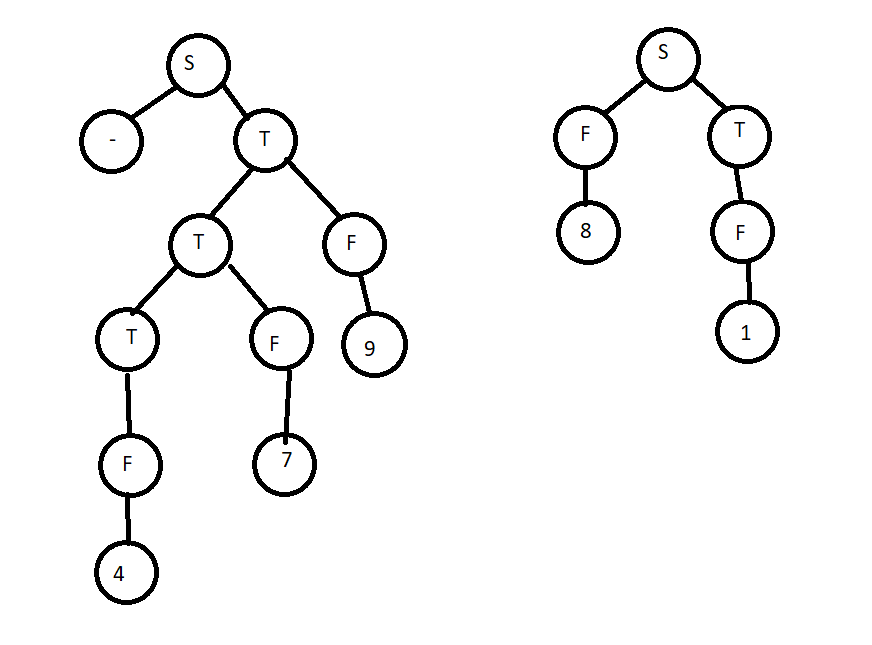 S S
- T F T
T F 8 F
T F 9 1
F 7
4